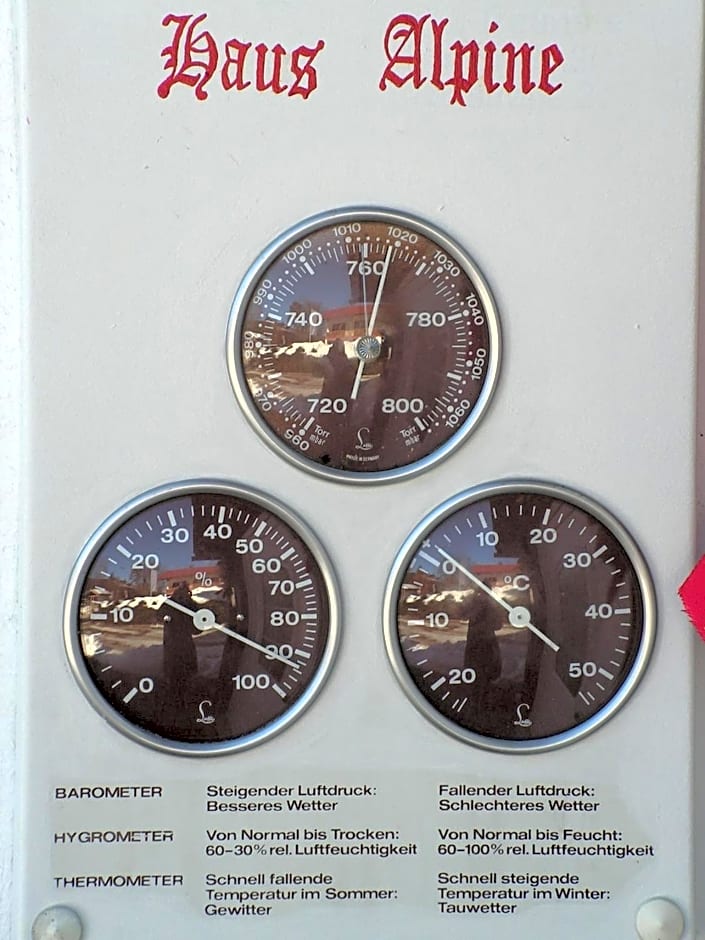 Haus Alpine
960 970 980 990 1000 1010 1020 1030 1040 1050 1060
720 740 760 780 800
Torr
mbar
Torr
mbar
MADE IN GERMANY
0 10 20 30 40 50 60 70 80 90 100
%
20 10 0 10 20 30 40 50
°C
BAROMETER Steigender Luftdruck: Fallender Luftdruck:
Besseres Wetter Schlechteres Wetter
HYGROMETER Von Normal bis Trocken: Von Normal bis Feucht:
60–30% rel. Luftfeuchtigkeit 60–100% rel. Luftfeuchtigkeit
THERMOMETER Schnell fallende Schnell steigende
Temperatur im Sommer: Temperatur im Winter:
Gewitter Tauwetter